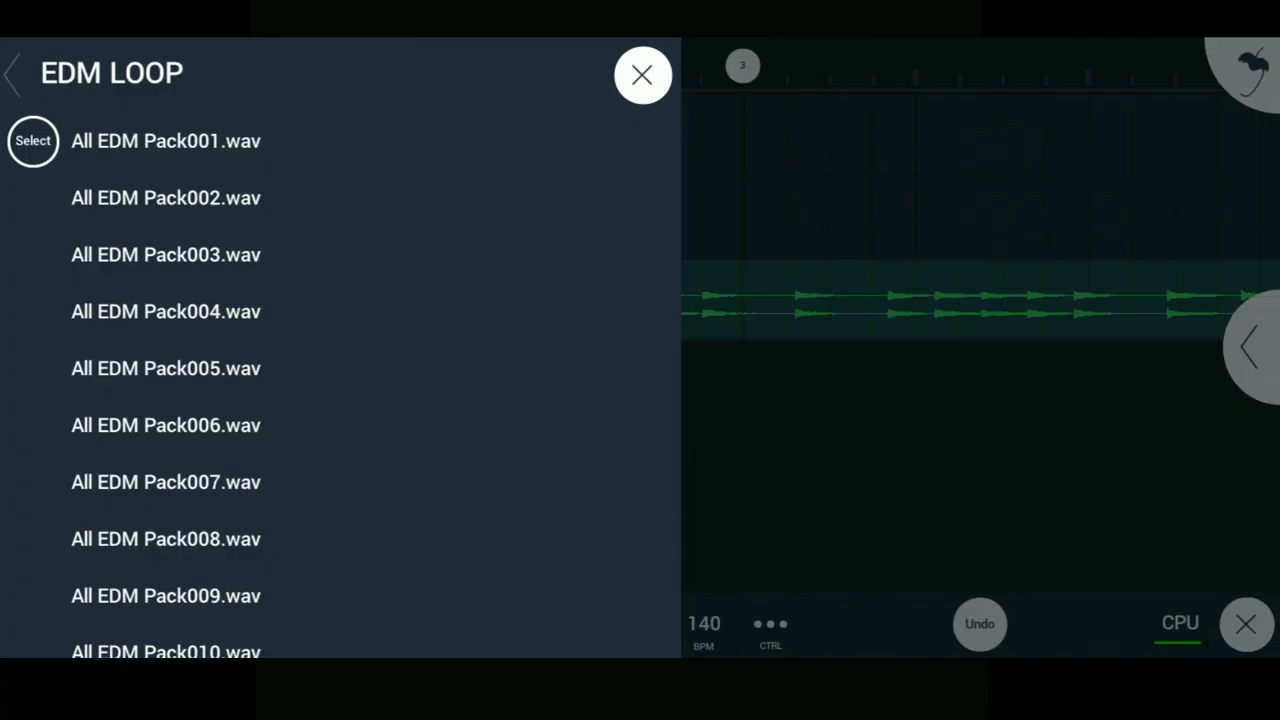 EDM LOOP
Select
All EDM Pack001.wav
All EDM Pack002.wav
All EDM Pack003.wav
All EDM Pack004.wav
All EDM Pack005.wav
All EDM Pack006.wav
All EDM Pack007.wav
All EDM Pack008.wav
All EDM Pack009.wav
All EDM Pack010.wav
3
140
BPM
CTRL
Undo
CPU